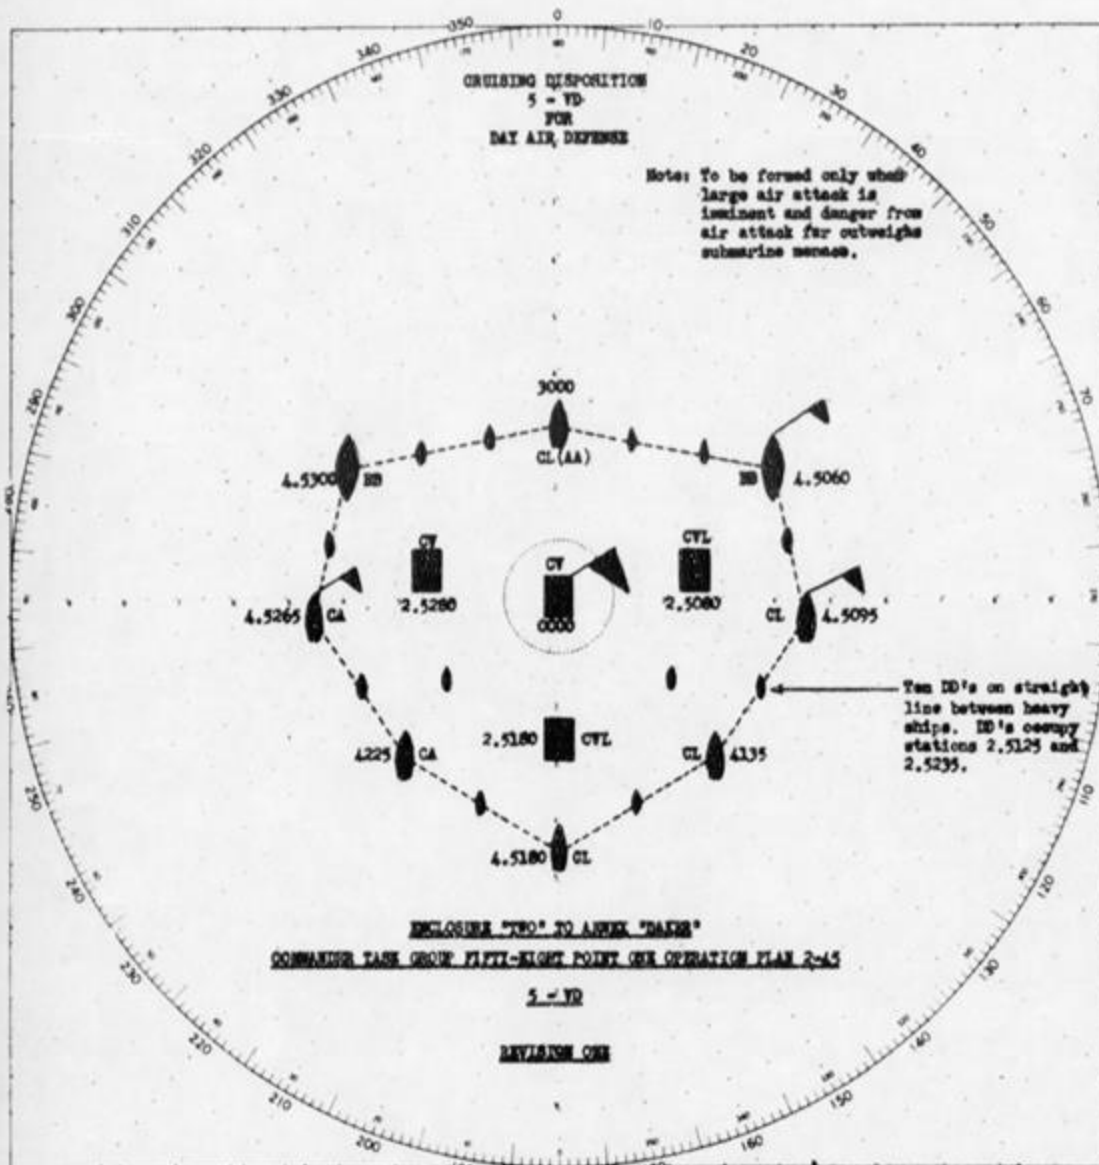 0
350
10
340
20
330
30
320
40
310
50
300
60
290
70
CRUISING DISPOSITION
5 - VD
FOR
DAY AIR DEFENSE
Note: To be formed only when
large air attack is
iminent and danger from
air attack far outweighs
submarine menace.
3000
CL(AA)
4.5300 BB
BB 4.5060
CV
2.5280
CV
0000
CVL
2.5080
4.5265 CA
CL 4.5095
Ten DD's on straight
line between heavy
ships. DD's occupy
stations 2.5125 and
2.5235.
2.5180 CVL
4225 CA
CL 4135
4.5180 CL
250
110
240
120
230
130
220
140
210
150
200
160
ENCLOSURE "TWO" TO ANNEX "BAKER"
COMMANDER TASK GROUP FIFTY-EIGHT POINT ONE OPERATION PLAN 2-45
5 - VD
REVISION ONE